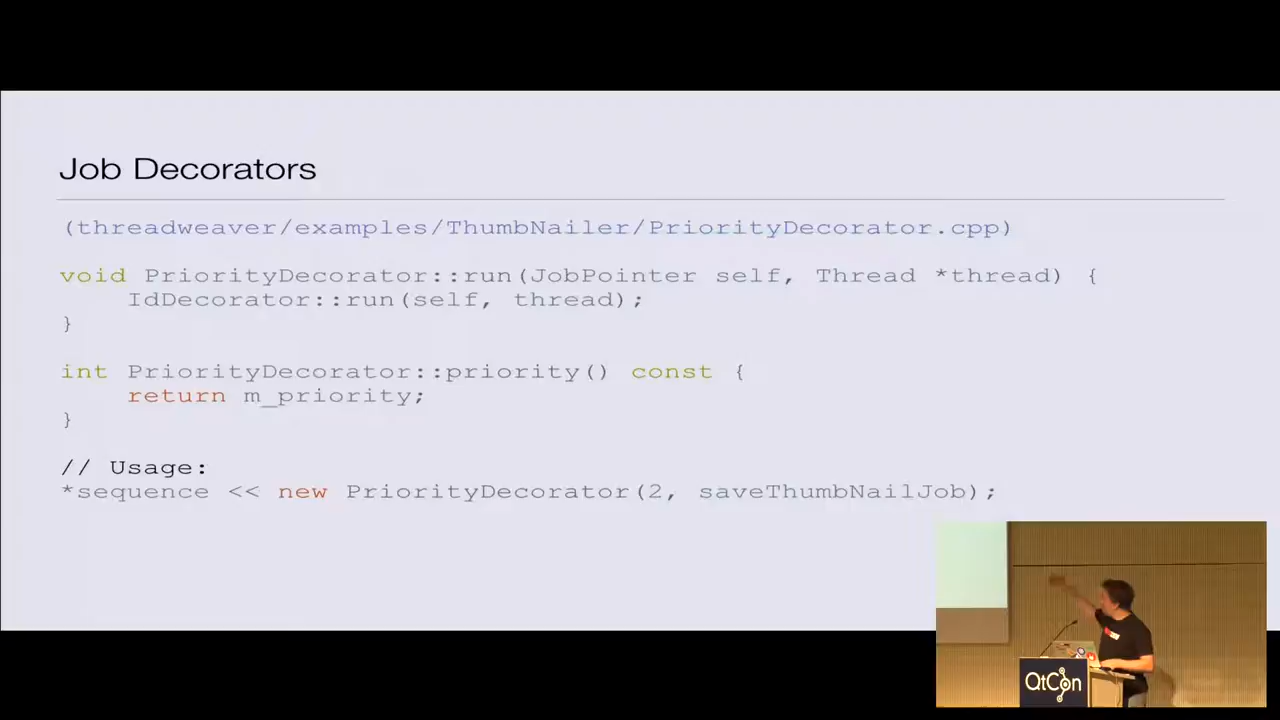 Job Decorators
(threadweaver/examples/ThumbNailer/PriorityDecorator.cpp)
void PriorityDecorator::run(JobPointer self, Thread *thread) {
IdDecorator::run(self, thread);
}
int PriorityDecorator::priority() const {
return m_priority;
}
// Usage:
*sequence << new PriorityDecorator(2, saveThumbNailJob);
QtCon